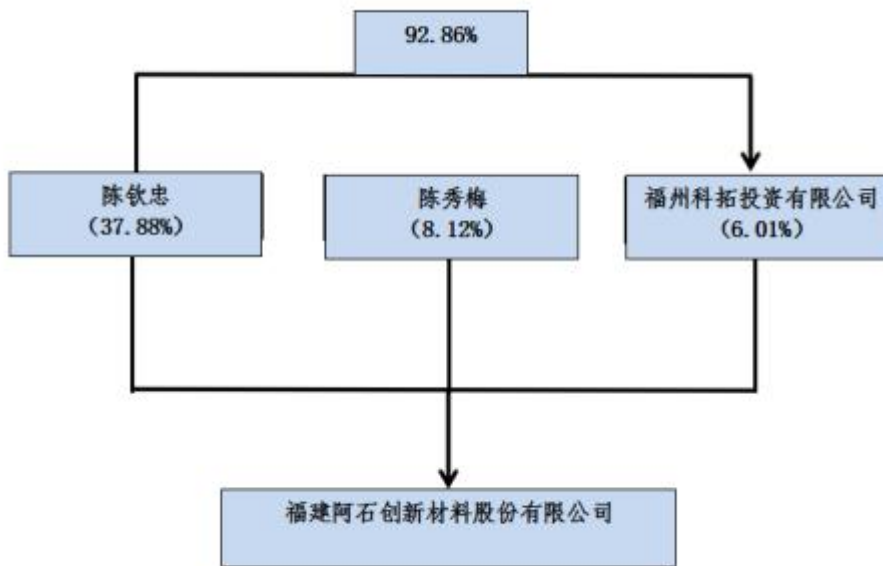 92.86%
陈钦忠
（37.88%）
陈秀梅
（8.12%）
福州科拓投资有限公司
（6.01%）
福建阿石创新材料股份有限公司